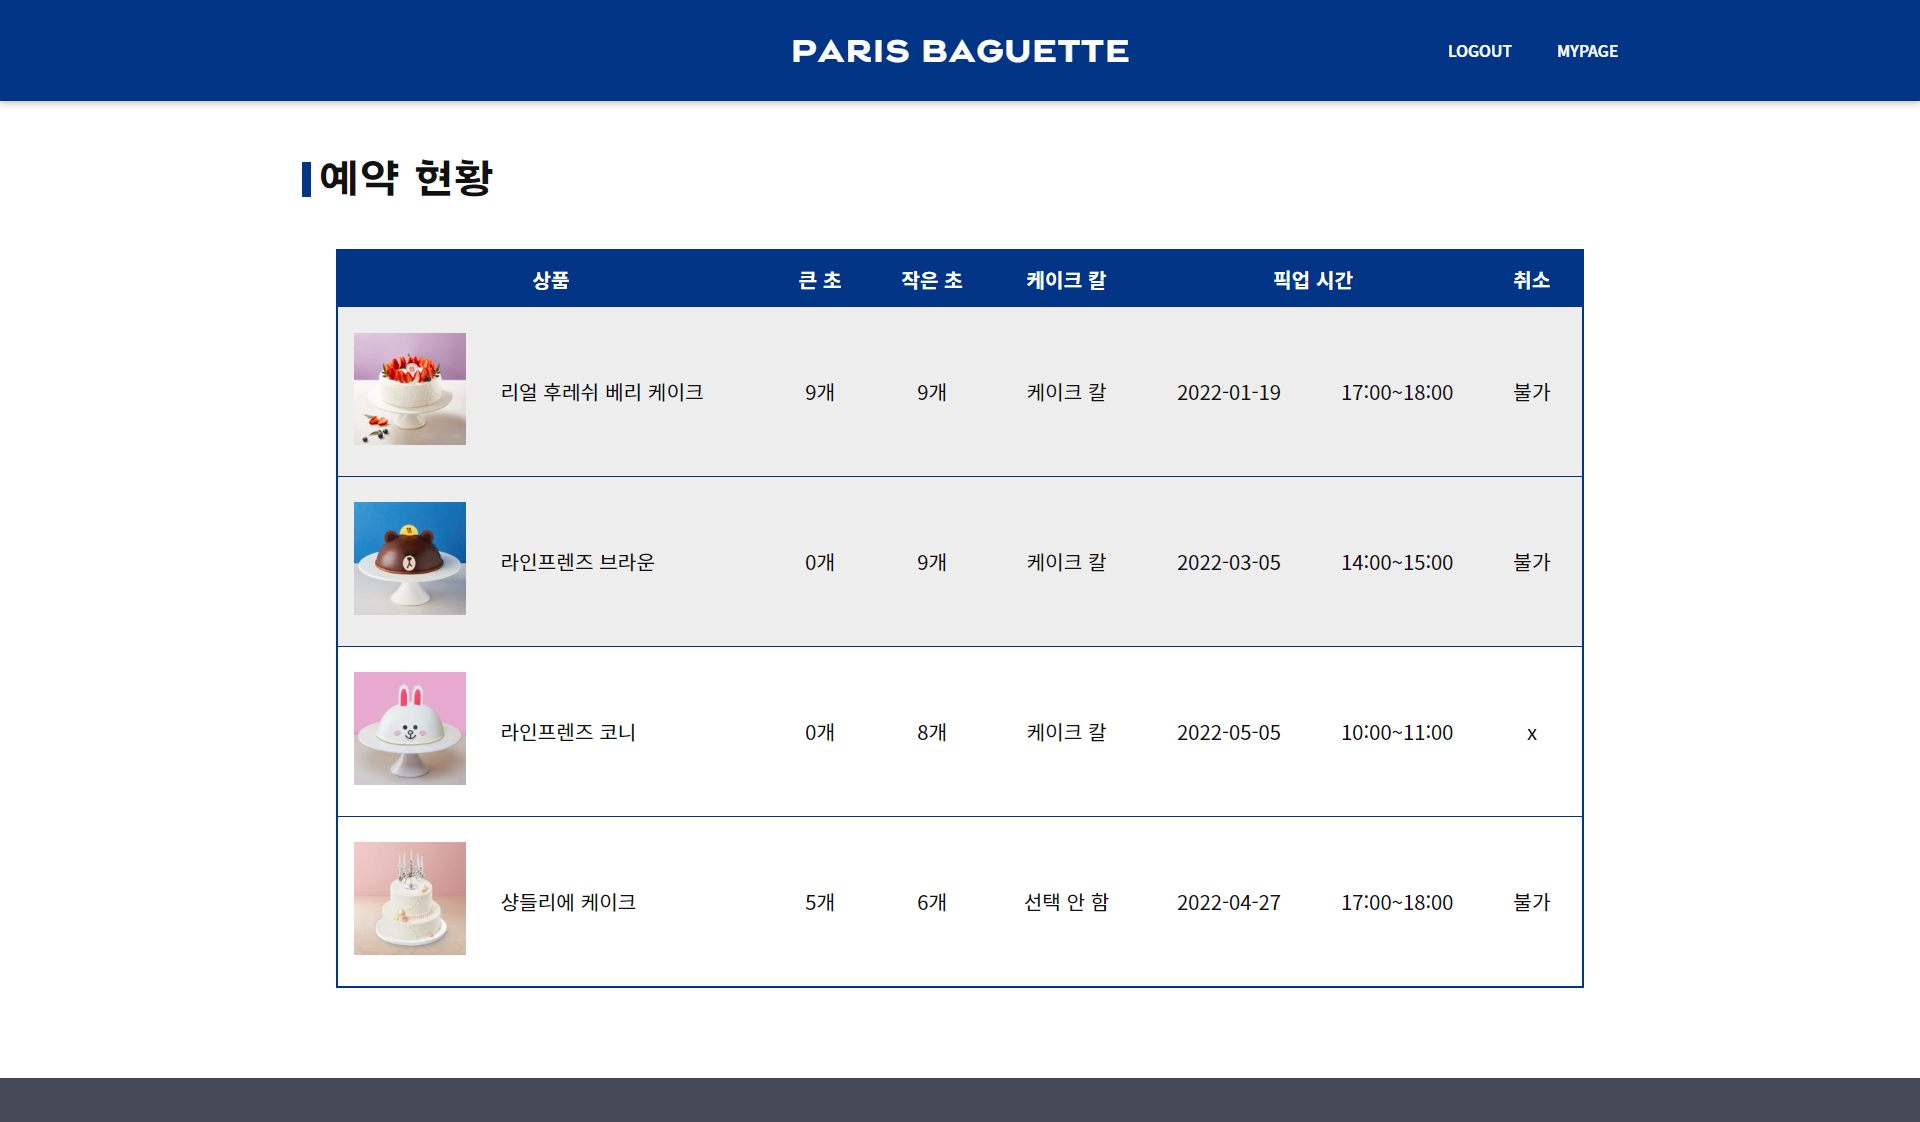 PARIS BAGUETTE
LOGOUT MYPAGE
예약 현황
상품 큰 초 작은 초 케이크 칼 픽업 시간 취소
리얼 후레쉬 베리 케이크 9개 9개 케이크 칼 2022-01-19 17:00~18:00 불가
라인프렌즈 브라운 0개 9개 케이크 칼 2022-03-05 14:00~15:00 불가
라인프렌즈 코니 0개 8개 케이크 칼 2022-05-05 10:00~11:00 x
샹들리에 케이크 5개 6개 선택 안 함 2022-04-27 17:00~18:00 불가